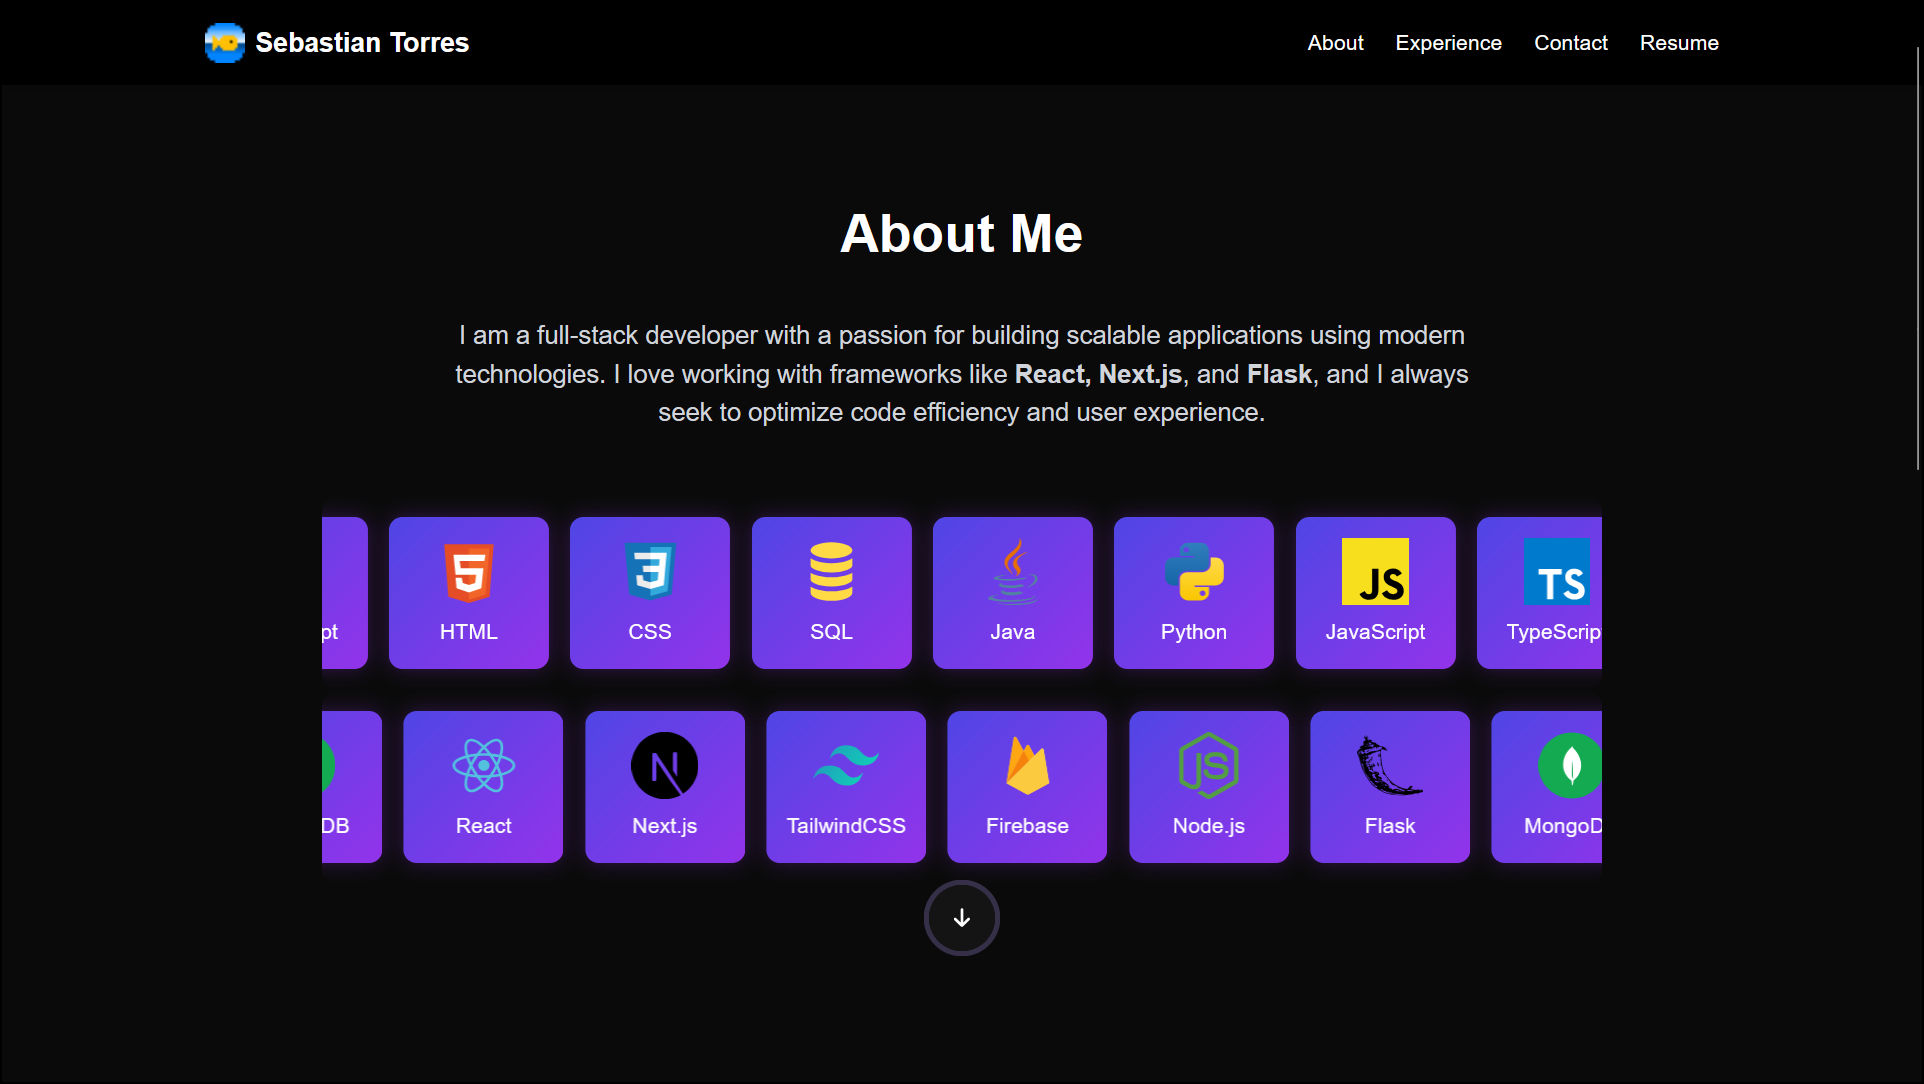 Sebastian Torres
About Experience Contact Resume
About Me
I am a full-stack developer with a passion for building scalable applications using modern
technologies. I love working with frameworks like React, Next.js, and Flask, and I always
seek to optimize code efficiency and user experience.
JS TS
pt HTML CSS SQL Java Python JavaScript TypeScrip
N JS
DB React Next.js TailwindCSS Firebase Node.js Flask MongoD